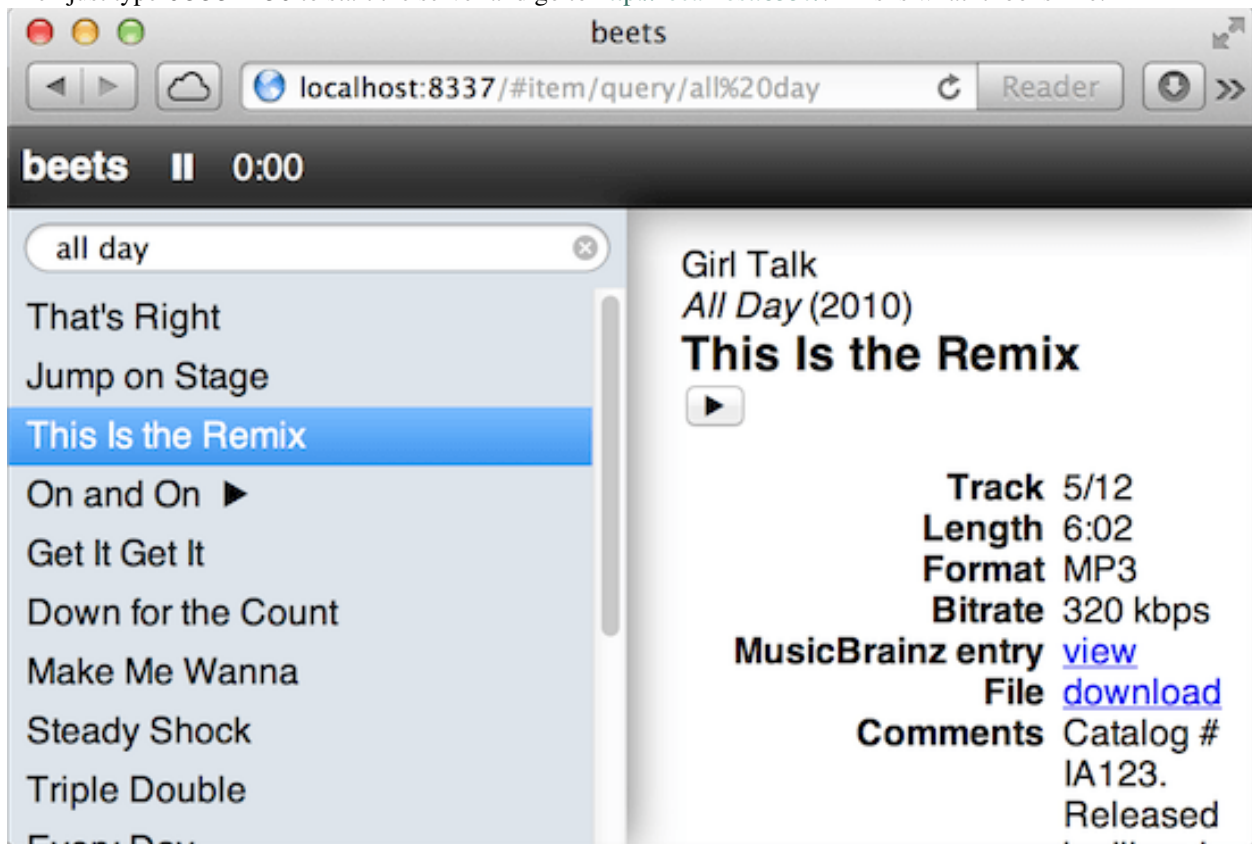 beets
localhost:8337/#item/query/all%20day
Reader
beets 0:00
all day
That's Right
Jump on Stage
This Is the Remix
On and On
Get It Get It
Down for the Count
Make Me Wanna
Steady Shock
Triple Double
Girl Talk
All Day (2010)
This Is the Remix
Track 5/12
Length 6:02
Format MP3
Bitrate 320 kbps
MusicBrainz entry view
File download
Comments Catalog #
IA123.
Released